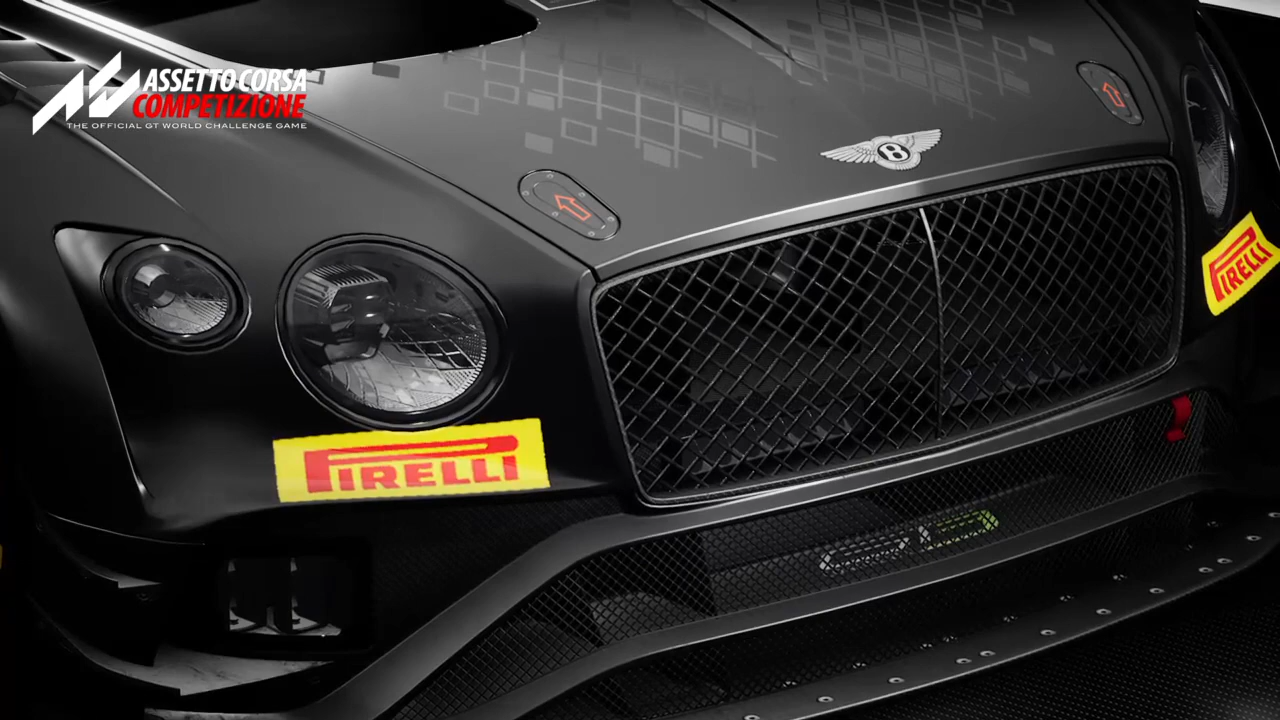 ASSETTO CORSA
COMPETIZIONE
THE OFFICIAL GT WORLD CHALLENGE GAME
B
PIRELLI
PIRELLI